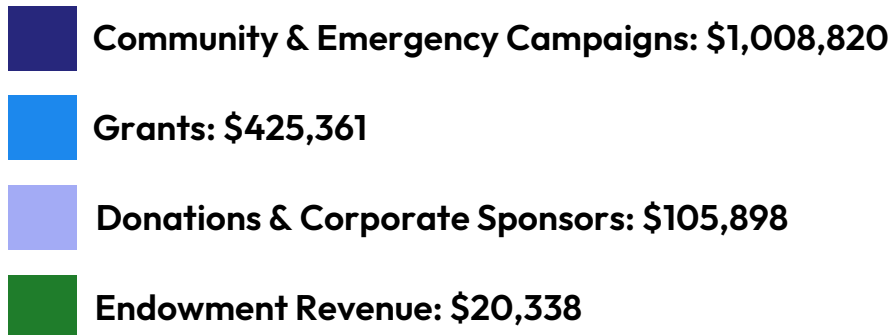 Community & Emergency Campaigns: $1,008,820
Grants: $425,361
Donations & Corporate Sponsors: $105,898
Endowment Revenue: $20,338